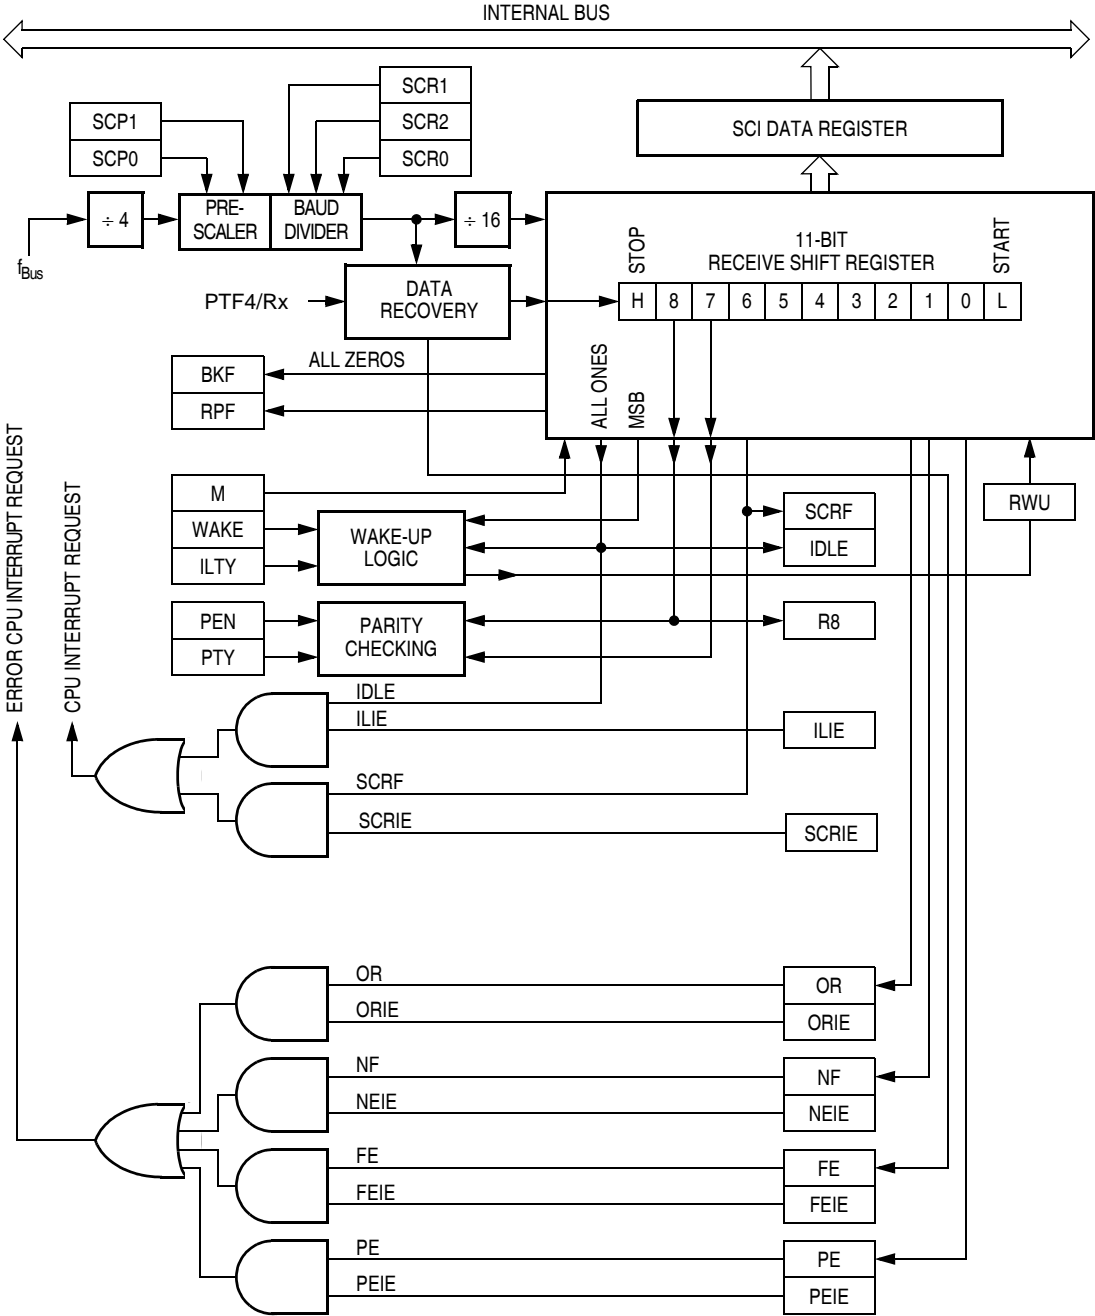 INTERNAL BUS
SCR1
SCP1
SCR2
SCI DATA REGISTER
SCP0
SCR0
÷ 4
PRE-
SCALER
BAUD
DIVIDER
÷ 16
STOP
11-BIT
RECEIVE SHIFT REGISTER
START
fBus
PTF4/Rx
DATA
RECOVERY
H 8 7 6 5 4 3 2 1 0 L
ALL ZEROS
BKF
RPF
ALL ONES
MSB
ERROR CPU INTERRUPT REQUEST
CPU INTERRUPT REQUEST
M
WAKE
ILTY
WAKE-UP
LOGIC
SCRF
IDLE
RWU
PEN
PTY
PARITY
CHECKING
R8
IDLE
ILIE
ILIE
SCRF
SCRIE
SCRIE
OR
OR
ORIE
ORIE
NF
NF
NEIE
NEIE
FE
FE
FEIE
FEIE
PE
PE
PEIE
PEIE